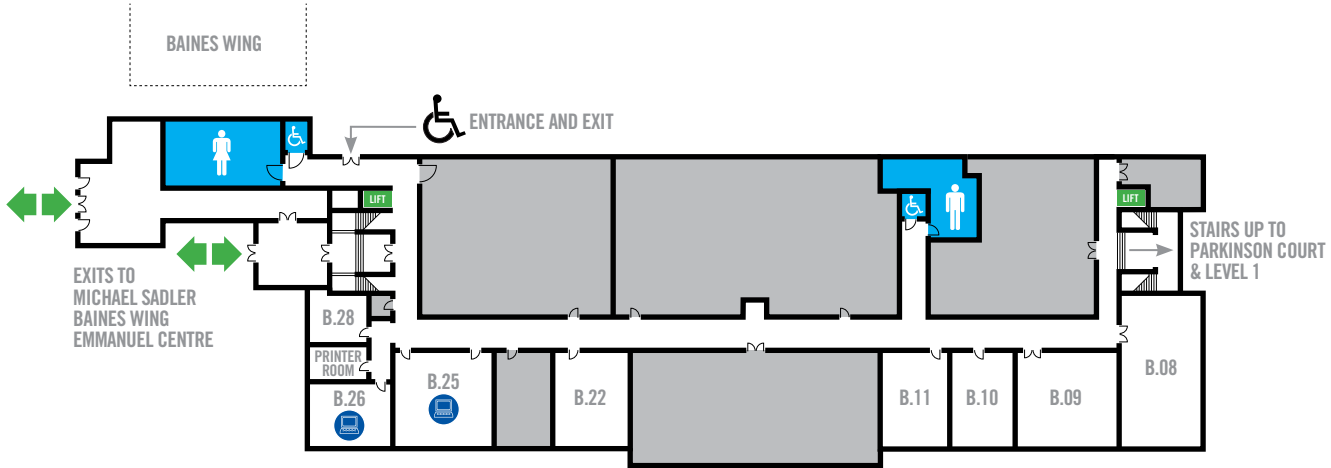 BAINES WING
ENTRANCE AND EXIT
LIFT
LIFT
STAIRS UP TO
PARKINSON COURT
& LEVEL 1
EXITS TO
MICHAEL SADLER
BAINES WING
EMMANUEL CENTRE
B.28
PRINTER
ROOM
B.26
B.25
B.22
B.11
B.10
B.09
B.08